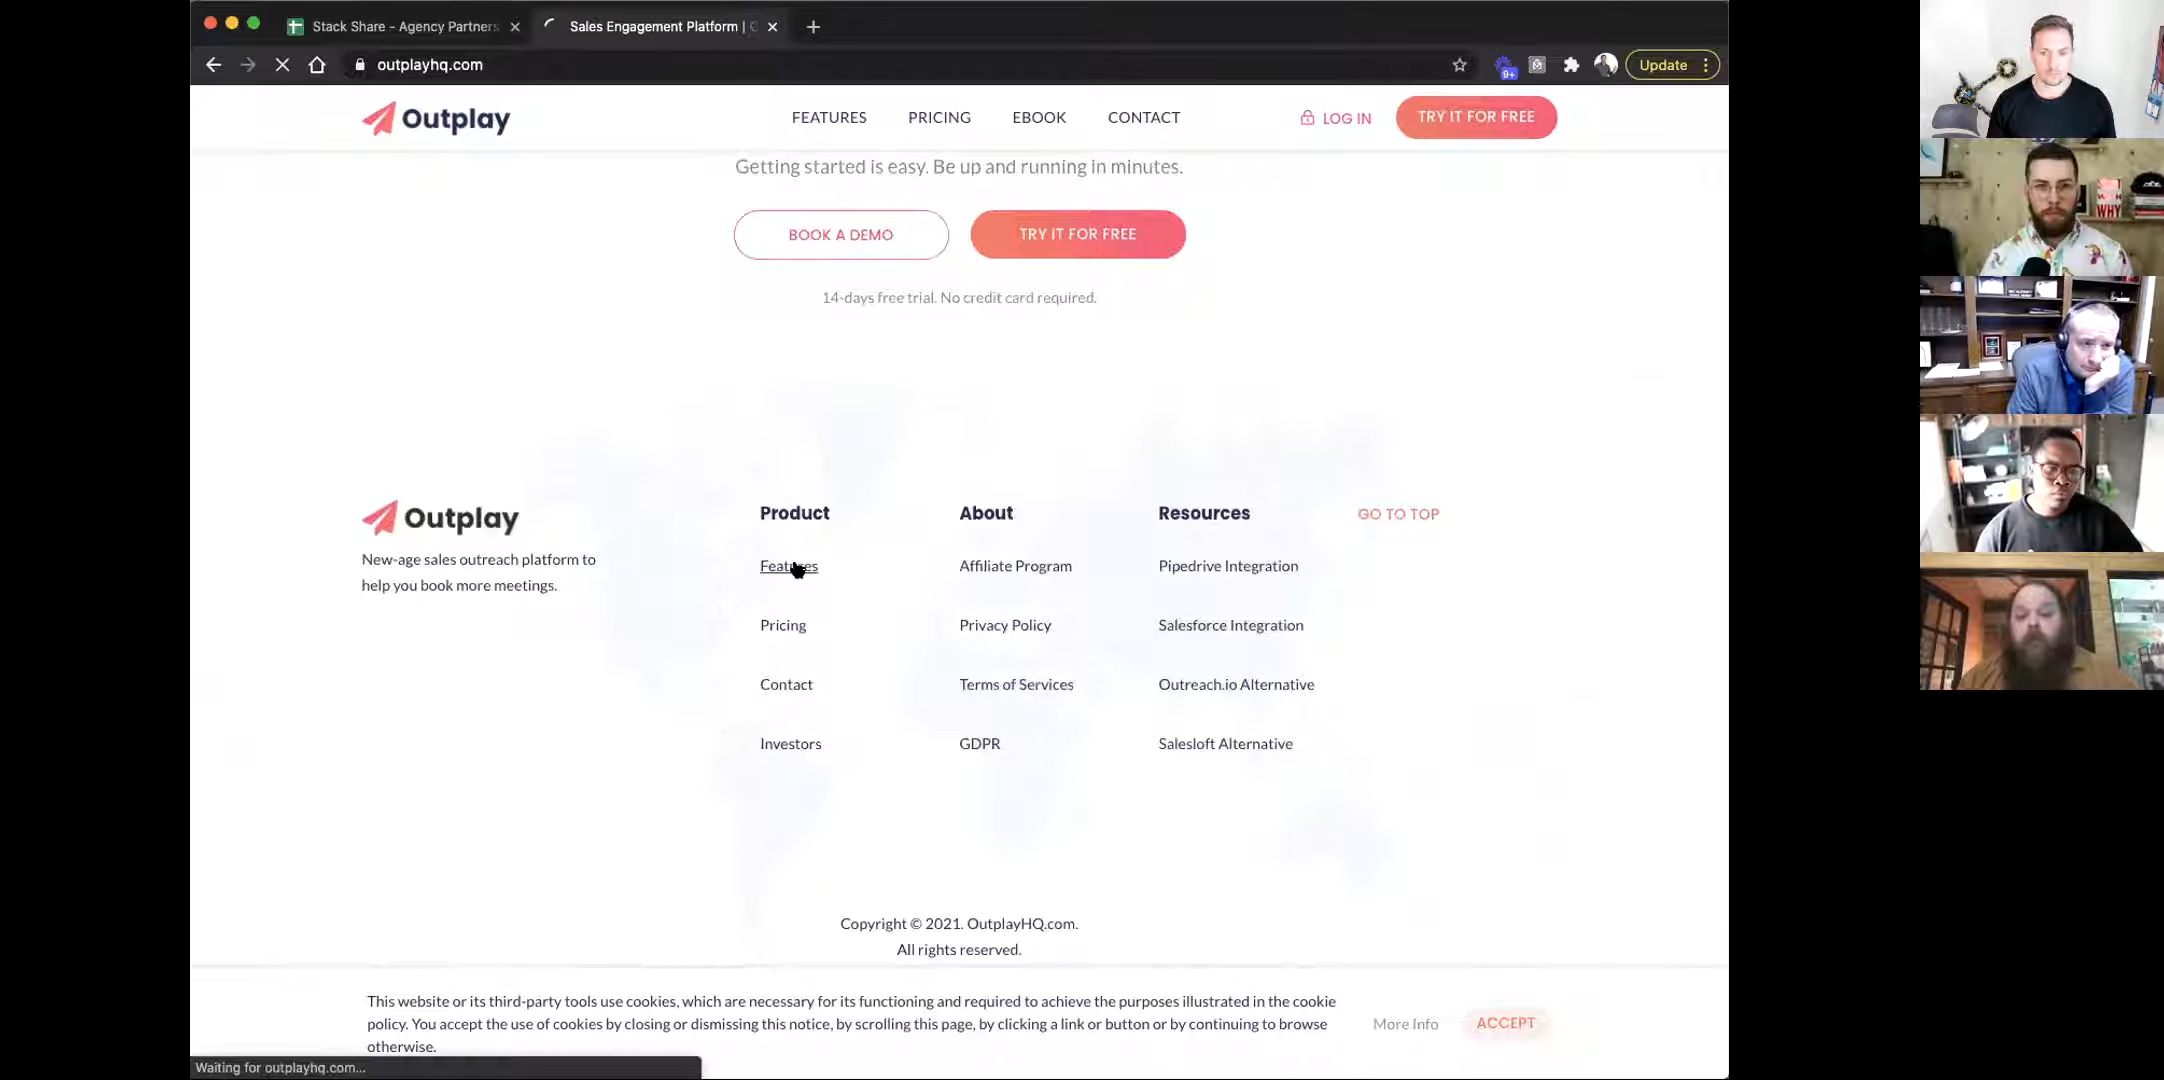 Stack Share - Agency Partners
Sales Engagement Platform |
outplayhq.com
9+
Update
Outplay
FEATURES
PRICING
EBOOK
CONTACT
LOG IN
TRY IT FOR FREE
Getting started is easy. Be up and running in minutes.
BOOK A DEMO
TRY IT FOR FREE
14-days free trial. No credit card required.
Outplay
New-age sales outreach platform to
help you book more meetings.
Product
Features
Pricing
Contact
Investors
About
Affiliate Program
Privacy Policy
Terms of Services
GDPR
Resources
Pipedrive Integration
Salesforce Integration
Outreach.io Alternative
Salesloft Alternative
GO TO TOP
Copyright © 2021. OutplayHQ.com.
All rights reserved.
This website or its third-party tools use cookies, which are necessary for its functioning and required to achieve the purposes illustrated in the cookie
policy. You accept the use of cookies by closing or dismissing this notice, by scrolling this page, by clicking a link or button or by continuing to browse
otherwise.
More Info
ACCEPT
Waiting for outplayhq.com...
WHY